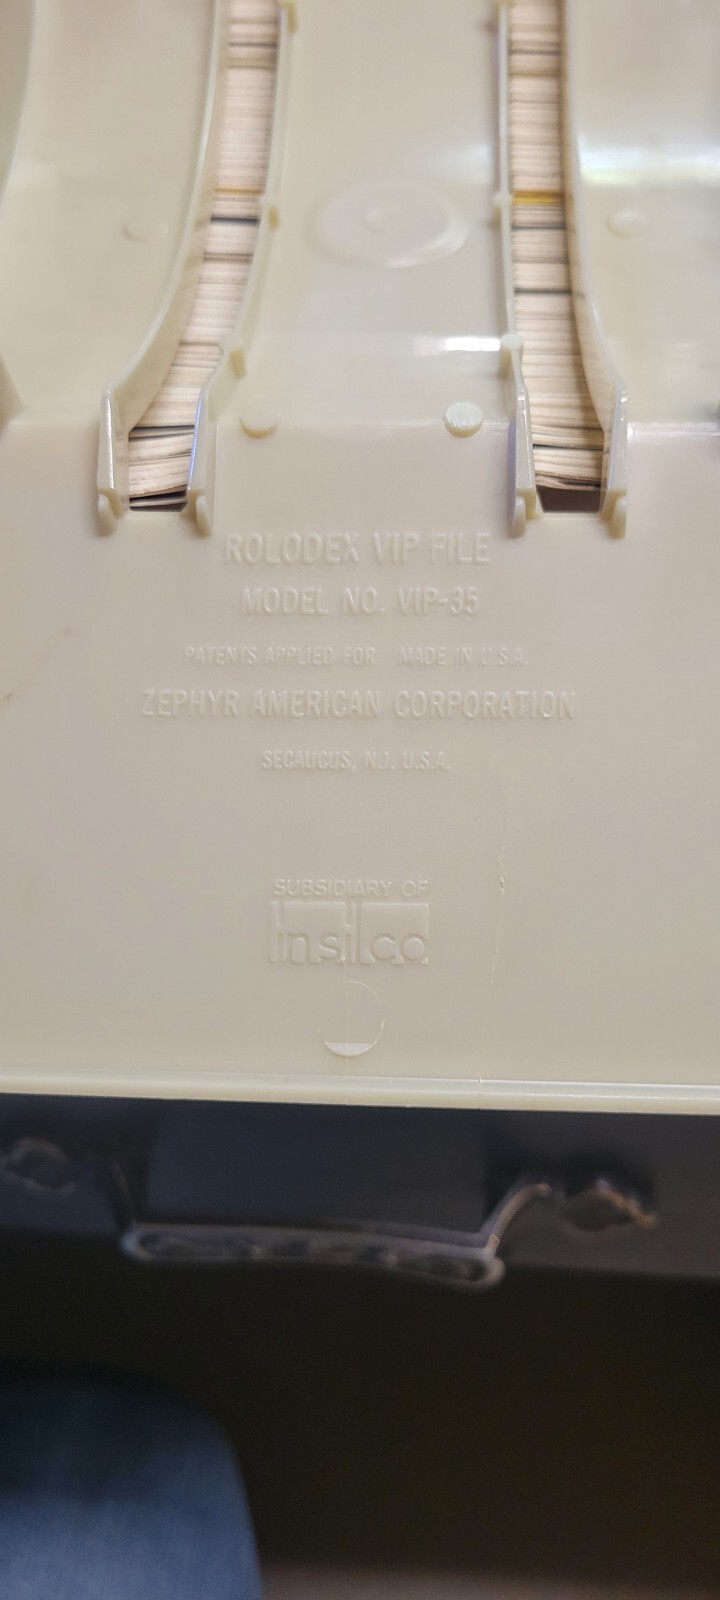 ROLODEX VIP FILE
MODEL NO. VIP-35
PATENTS APPLIED FOR MADE IN U.S.A.
ZEPHYR AMERICAN CORPORATION
SECAUCUS, N.J. U.S.A.
SUBSIDIARY OF
insilco